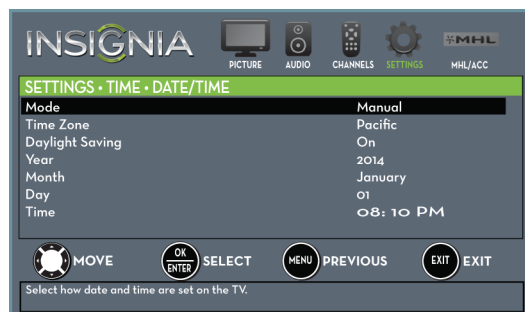 INSIGNIA
PICTURE AUDIO CHANNELS SETTINGS MHL MHL/ACC
SETTINGS • TIME • DATE/TIME
Mode Manual
Time Zone Pacific
Daylight Saving On
Year 2014
Month January
Day 01
Time 08: 10 PM
MOVE OK ENTER SELECT MENU PREVIOUS EXIT EXIT
Select how date and time are set on the TV.